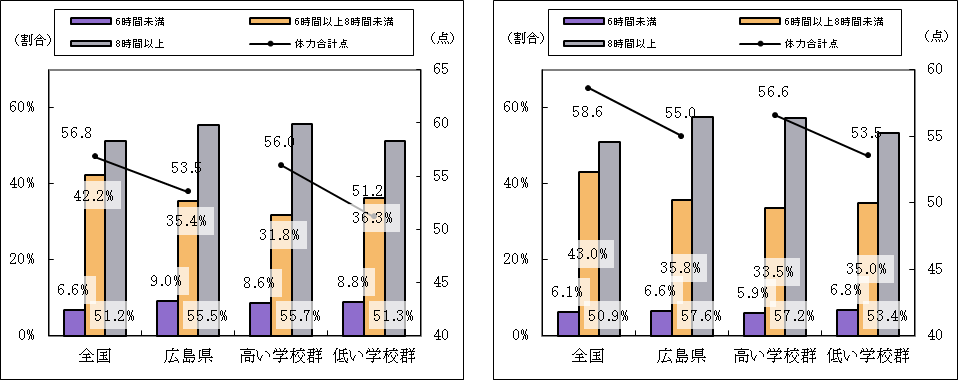 6時間未満 6時間以上8時間未満
8時間以上 体力合計点
(割合) (点)
60% 40% 20% 0%
65 60 55 50 45 40
56.8 53.5 56.0 51.2
42.2% 35.4% 31.8% 36.3%
6.6% 9.0% 8.6% 8.8%
51.2% 55.5% 55.7% 51.3%
全国 広島県 高い学校群 低い学校群
6時間未満 6時間以上8時間未満
8時間以上 体力合計点
(割合) (点)
60% 40% 20% 0%
60 55 50 45 40
58.6 55.0 56.6 53.5
43.0% 35.8% 33.5% 35.0%
6.1% 6.6% 5.9% 6.8%
50.9% 57.6% 57.2% 53.4%
全国 広島県 高い学校群 低い学校群